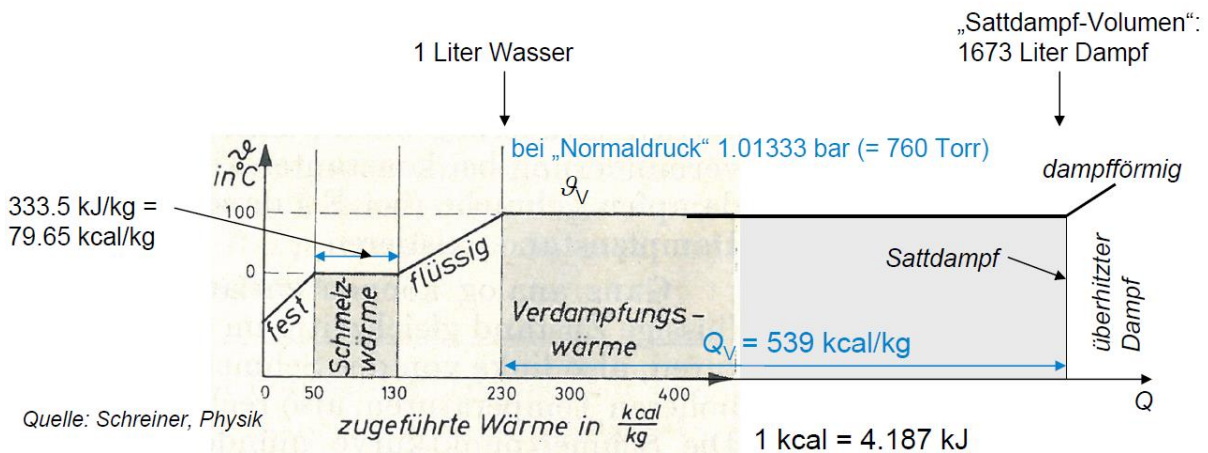 „Sattdampf-Volumen“:
1 Liter Wasser
1673 Liter Dampf
bei „Normaldruck“ 1.01333 bar (= 760 Torr)
ϑ
in °C
dampfförmig
333.5 kJ/kg =
79.65 kcal/kg
100
ϑV
0
fest
Schmelz-
wärme
flüssig
Verdampfungs-
wärme
QV = 539 kcal/kg
Sattdampf
überhitzter
Dampf
0 50 130 230 300 400
Q
Quelle: Schreiner, Physik
zugeführte Wärme in kcal/kg
1 kcal = 4.187 kJ